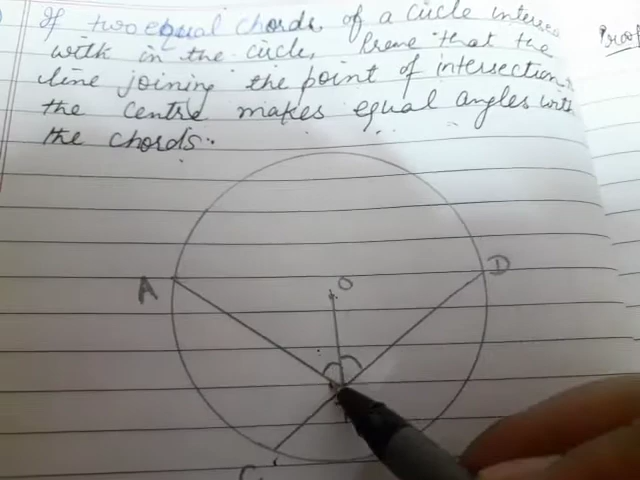 If two equal chords of a circle
with in the circle, Prove that the
line joining the point of intersection
the centre makes equal angles with
the chords.
Proof
A
O
D
C